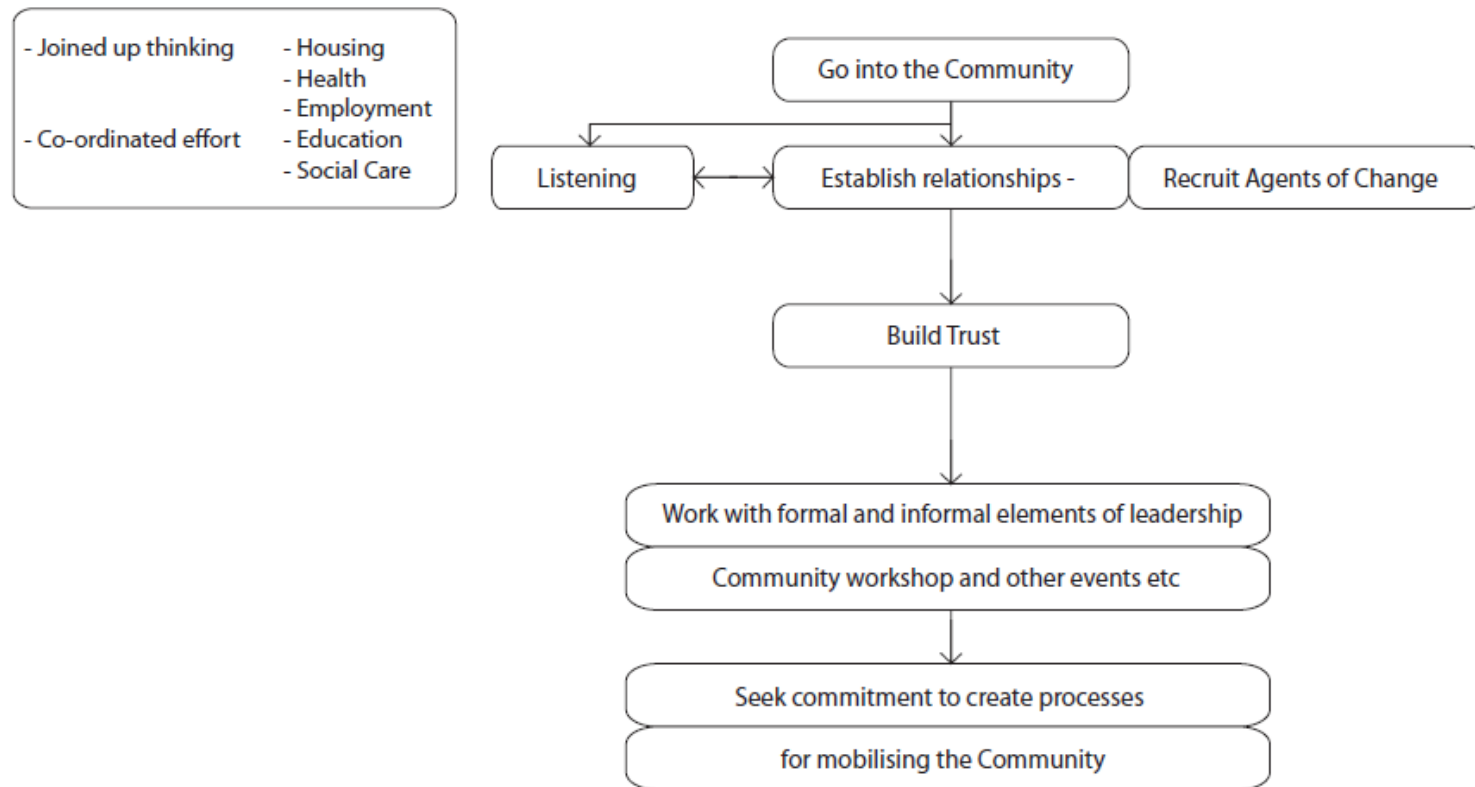 - Joined up thinking - Housing
- Health
- Employment
- Co-ordinated effort - Education
- Social Care
Go into the Community
Listening
Establish relationships -
Recruit Agents of Change
Build Trust
Work with formal and informal elements of leadership
Community workshop and other events etc
Seek commitment to create processes
for mobilising the Community